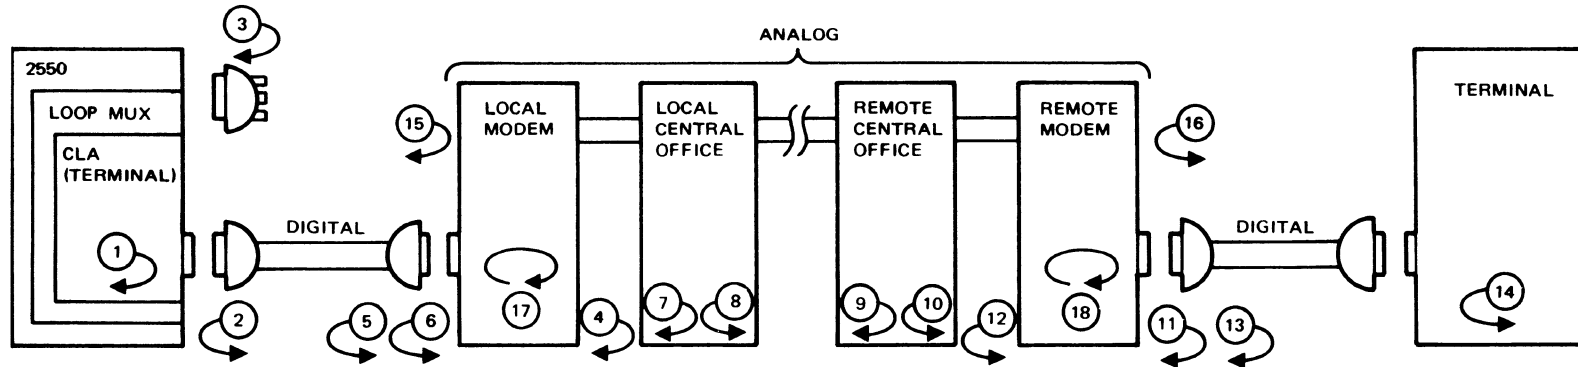 3
ANALOG
2550
LOOP MUX
CLA
(TERMINAL)
15
LOCAL
MODEM
LOCAL
CENTRAL
OFFICE
REMOTE
CENTRAL
OFFICE
REMOTE
MODEM
16
TERMINAL
1
DIGITAL
DIGITAL
2
5
6
17
4
7
8
9
10
12
18
11
13
14